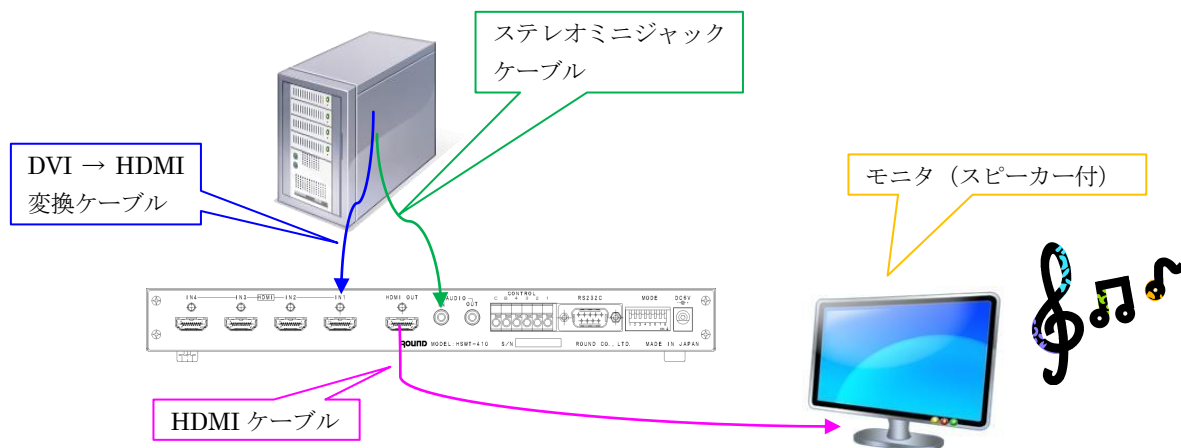 ステレオミニジャック
ケーブル
DVI → HDMI
変換ケーブル
モニタ（スピーカー付）
IN4 IN3 HDMI IN2 IN1 HDMI OUT AUDIO OUT CONTROL RS232C MODE DC6V
ROUND MODEL:HSWT-410 S/N ROUND CO., LTD. MADE IN JAPAN
HDMI ケーブル